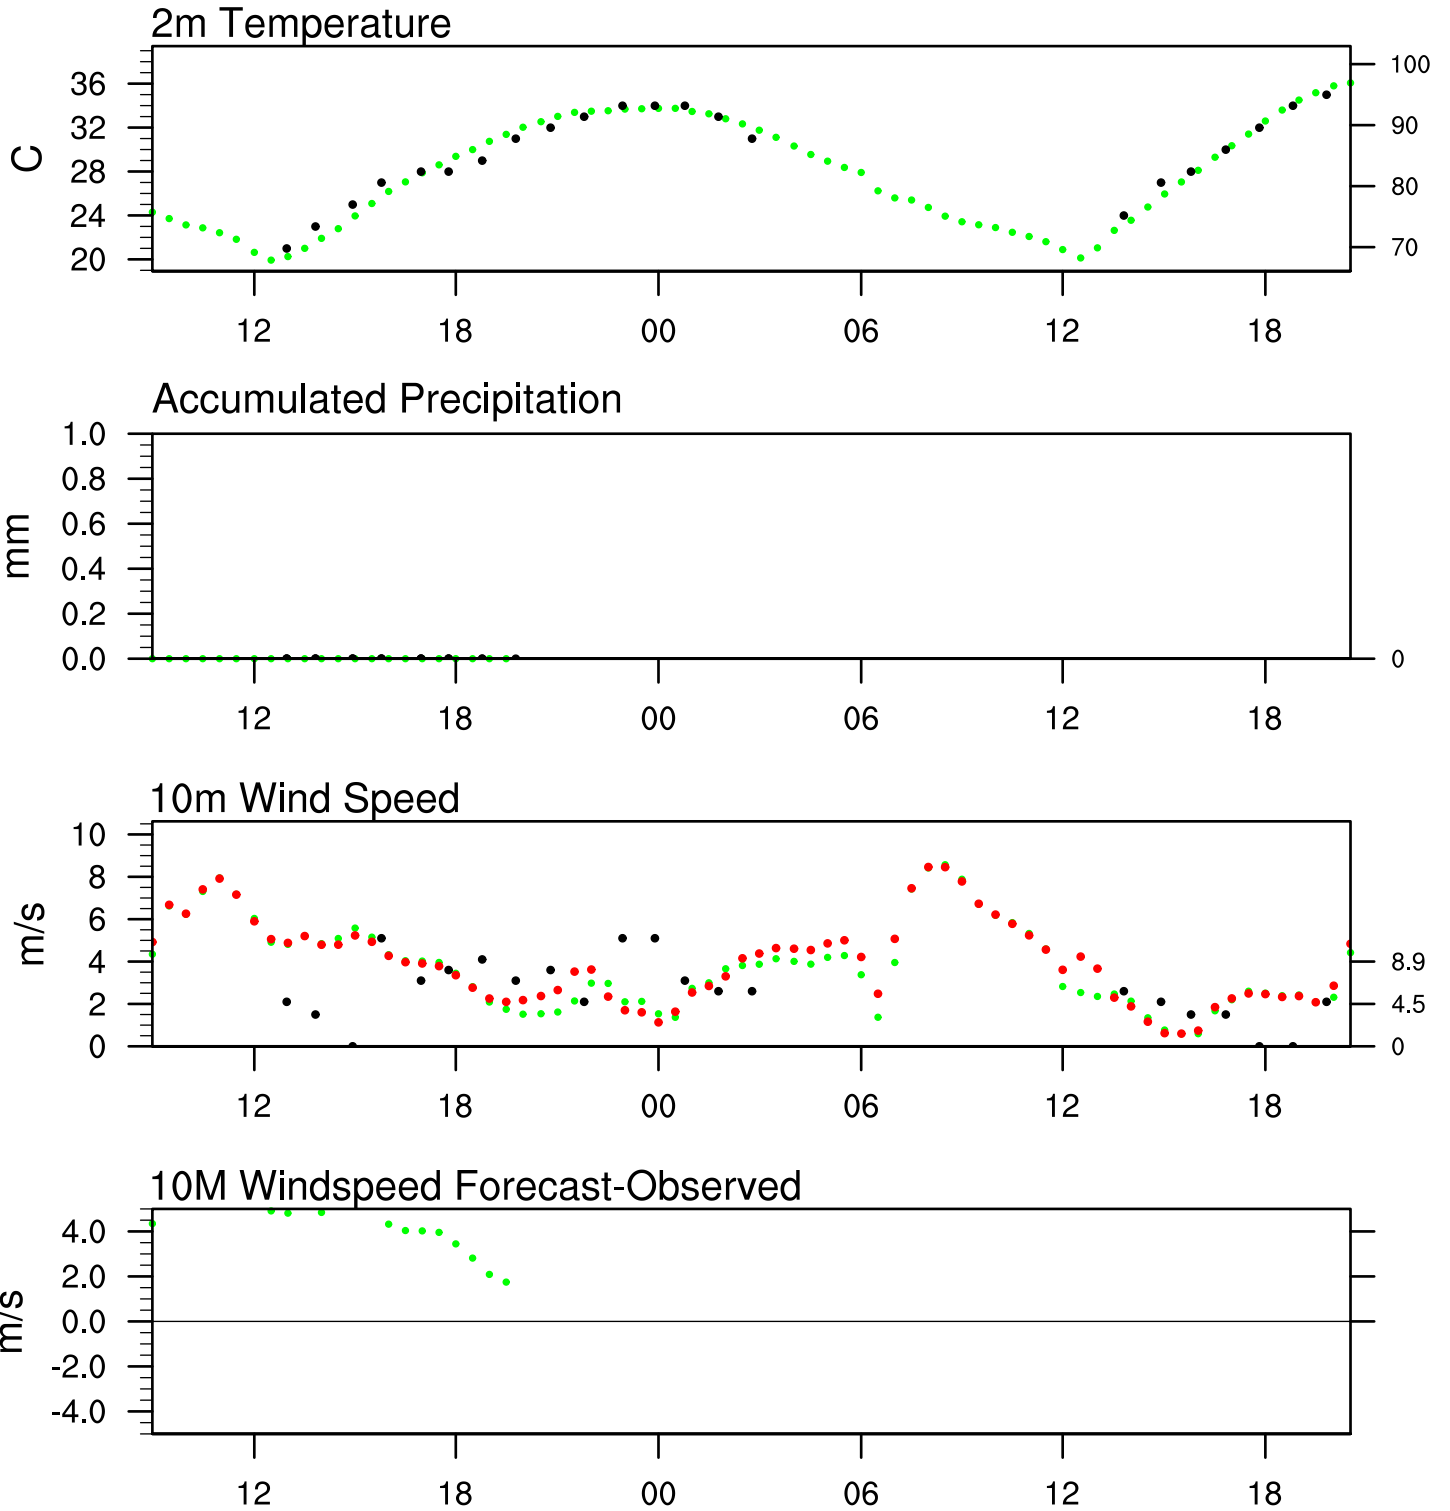 2m Temperature
C
36
32
28
24
20
100
90
80
70
12 18 00 06 12 18
Accumulated Precipitation
mm
1.0
0.8
0.6
0.4
0.2
0.0
0
12 18 00 06 12 18
10m Wind Speed
m/s
10
8
6
4
2
0
8.9
4.5
0
12 18 00 06 12 18
10M Windspeed Forecast-Observed
m/s
4.0
2.0
0.0
-2.0
-4.0
12 18 00 06 12 18